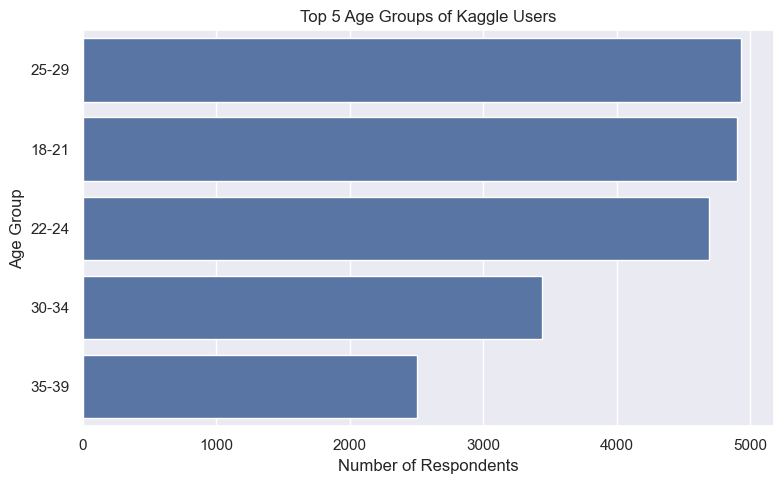 Top 5 Age Groups of Kaggle Users
Age Group
25-29
18-21
22-24
30-34
35-39
0 1000 2000 3000 4000 5000
Number of Respondents